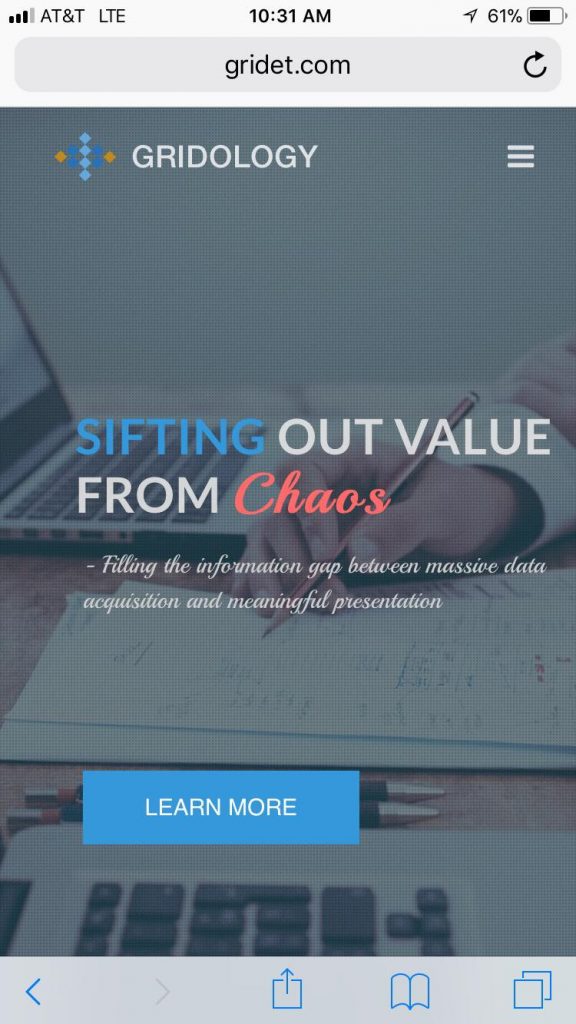 AT&T LTE 10:31 AM 61%
gridet.com
GRIDOLOGY
SIFTING OUT VALUE
FROM Chaos
- Filling the information gap between massive data
acquisition and meaningful presentation
LEARN MORE